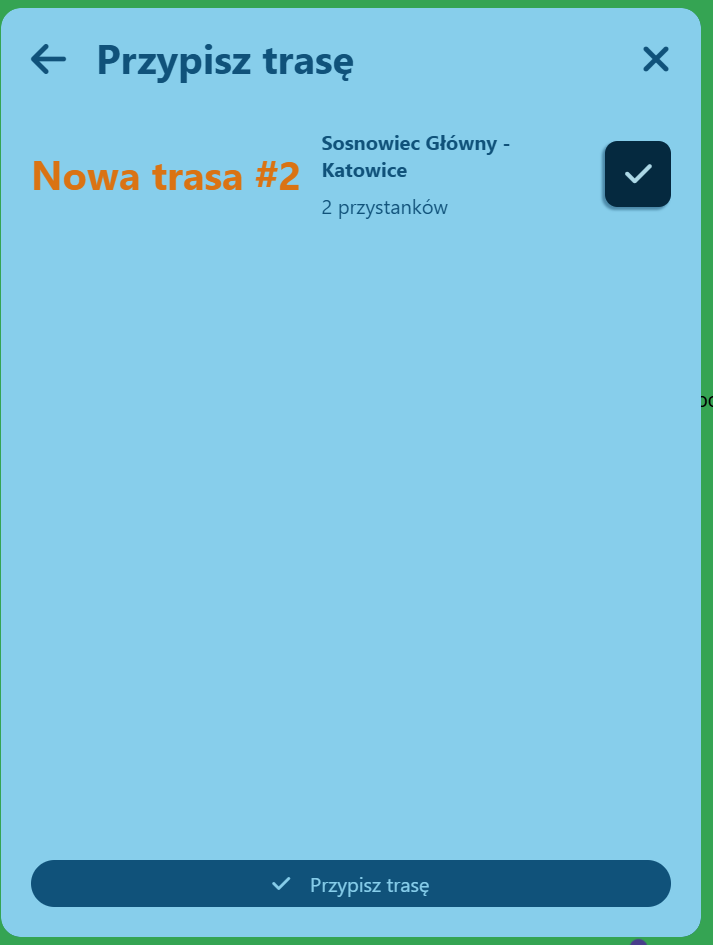 Przypisz trasę
Nowa trasa #2
Sosnowiec Główny -
Katowice
2 przystanków
Przypisz trasę